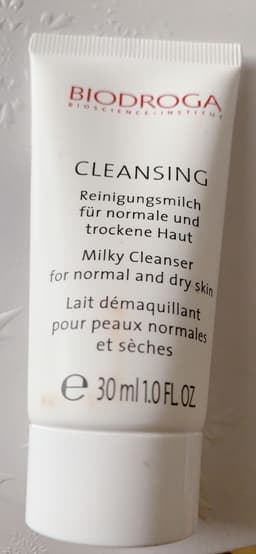 BIODROGA
BIOSCIENCE-INSTITUT
CLEANSING
Reinigungsmilch
für normale und
trockene Haut
Milky Cleanser
for normal and dry skin
Lait démaquillant
pour peaux normales
et sèches
℮ 30 ml 1.0 FL OZ